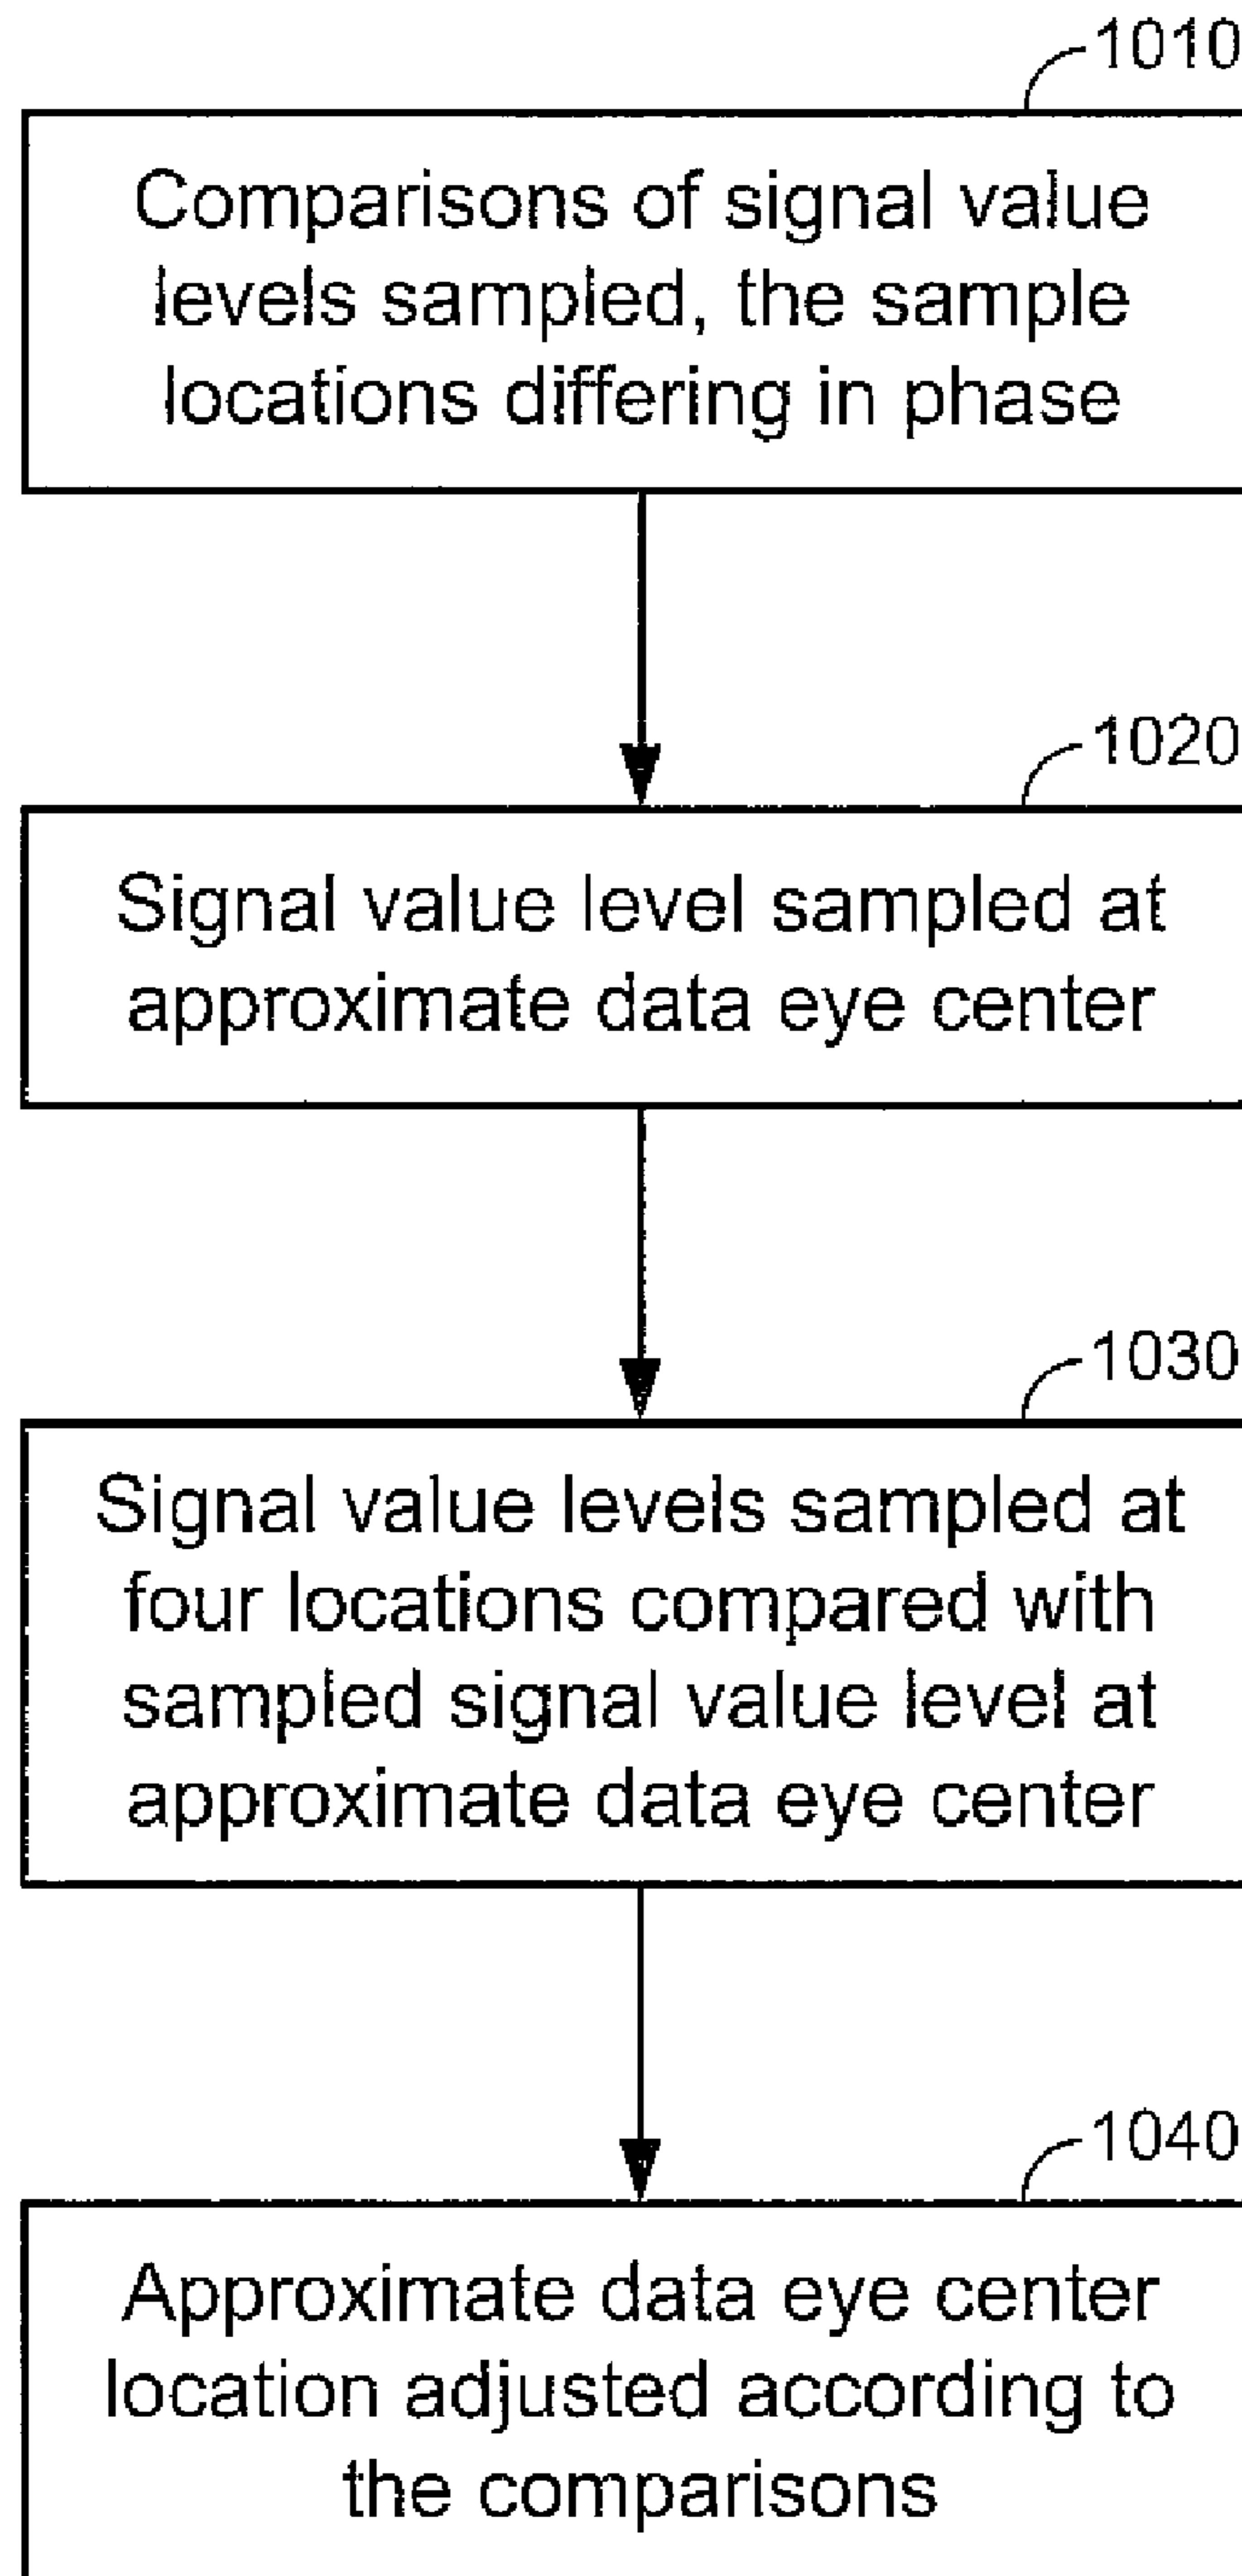 1010
Comparisons of signal value
levels sampled, the sample
locations differing in phase
1020
Signal value level sampled at
approximate data eye center
1030
Signal value levels sampled at
four locations compared with
sampled signal value level at
approximate data eye center
1040
Approximate data eye center
location adjusted according to
the comparisons